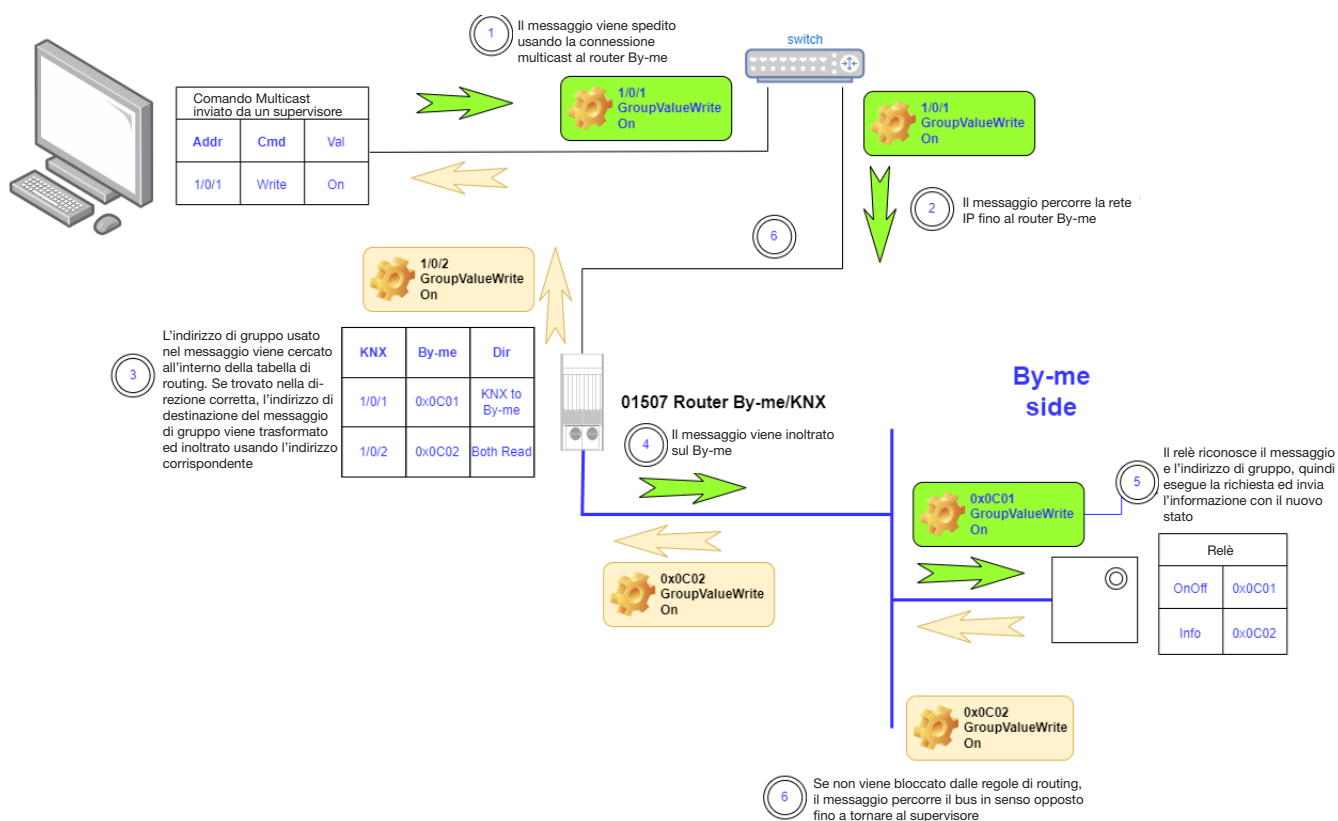 1
Il messaggio viene spedito
usando la connessione
multicast al router By-me
switch
Comando Multicast
inviato da un supervisore
Addr Cmd Val
1/0/1 Write On
1/0/1
GroupValueWrite
On
1/0/1
GroupValueWrite
On
2
Il messaggio percorre la rete
IP fino al router By-me
6
1/0/2
GroupValueWrite
On
3
L'indirizzo di gruppo usato
nel messaggio viene cercato
all'interno della tabella di
routing. Se trovato nella di-
rezione corretta, l'indirizzo di
destinazione del messaggio
di gruppo viene trasformato
ed inoltrato usando l'indirizzo
corrispondente
KNX By-me Dir
1/0/1 0x0C01 KNX to
By-me
1/0/2 0x0C02 Both Read
01507 Router By-me/KNX
By-me
side
4
Il messaggio viene inoltrato
sul By-me
5
Il relè riconosce il messaggio
e l'indirizzo di gruppo, quindi
esegue la richiesta ed invia
l'informazione con il nuovo
stato
0x0C01
GroupValueWrite
On
Relè
OnOff 0x0C01
Info 0x0C02
0x0C02
GroupValueWrite
On
0x0C02
GroupValueWrite
On
6
Se non viene bloccato dalle regole di routing,
il messaggio percorre il bus in senso opposto
fino a tornare al supervisore